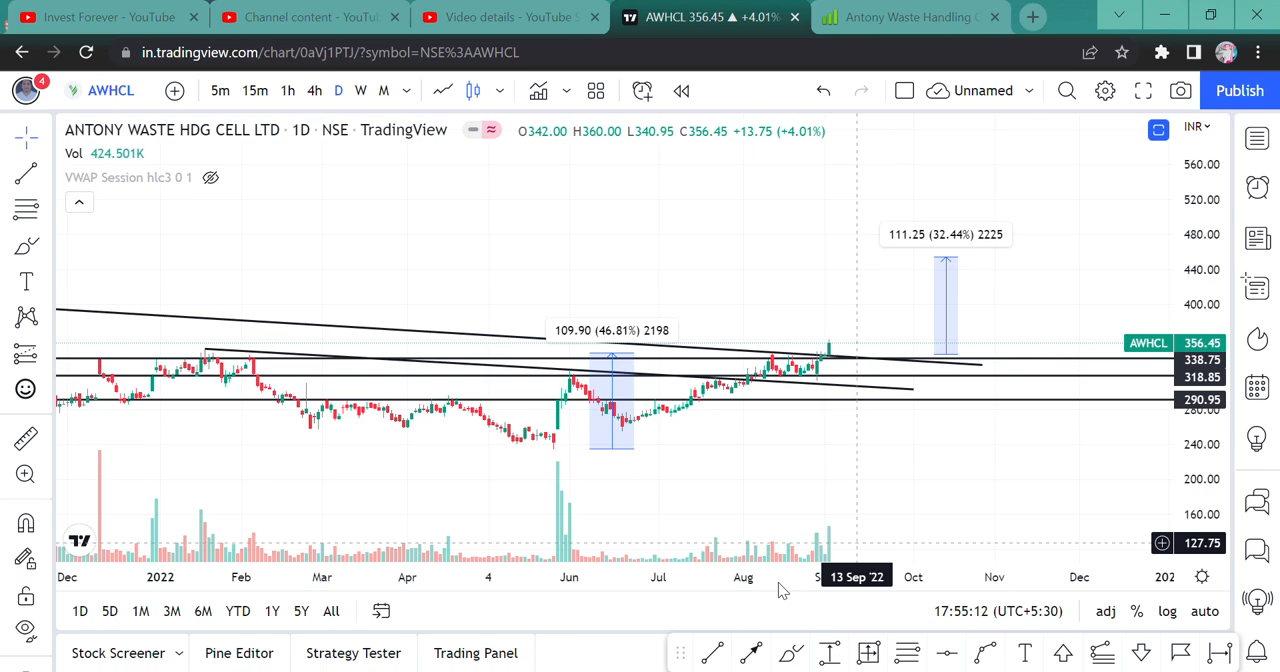 Invest Forever - YouTube
Channel content - YouTu
Video details - YouTube S
AWHCL 356.45 ▲ +4.01%
Antony Waste Handling C
in.tradingview.com/chart/0aVj1PTJ/?symbol=NSE%3AAWHCL
4
AWHCL
5m 15m 1h 4h D W M
Unnamed
Publish
ANTONY WASTE HDG CELL LTD · 1D · NSE · TradingView
O342.00 H360.00 L340.95 C356.45 +13.75 (+4.01%)
INR
Vol 424.501K
VWAP Session hlc3 0 1
560.00
520.00
480.00
440.00
400.00
111.25 (32.44%) 2225
109.90 (46.81%) 2198
AWHCL 356.45
338.75
318.85
290.95
280.00
240.00
200.00
160.00
127.75
Dec 2022 Feb Mar Apr 4 Jun Jul Aug S 13 Sep '22 Oct Nov Dec 202
1D 5D 1M 3M 6M YTD 1Y 5Y All
17:55:12 (UTC+5:30) adj % log auto
Stock Screener Pine Editor Strategy Tester Trading Panel